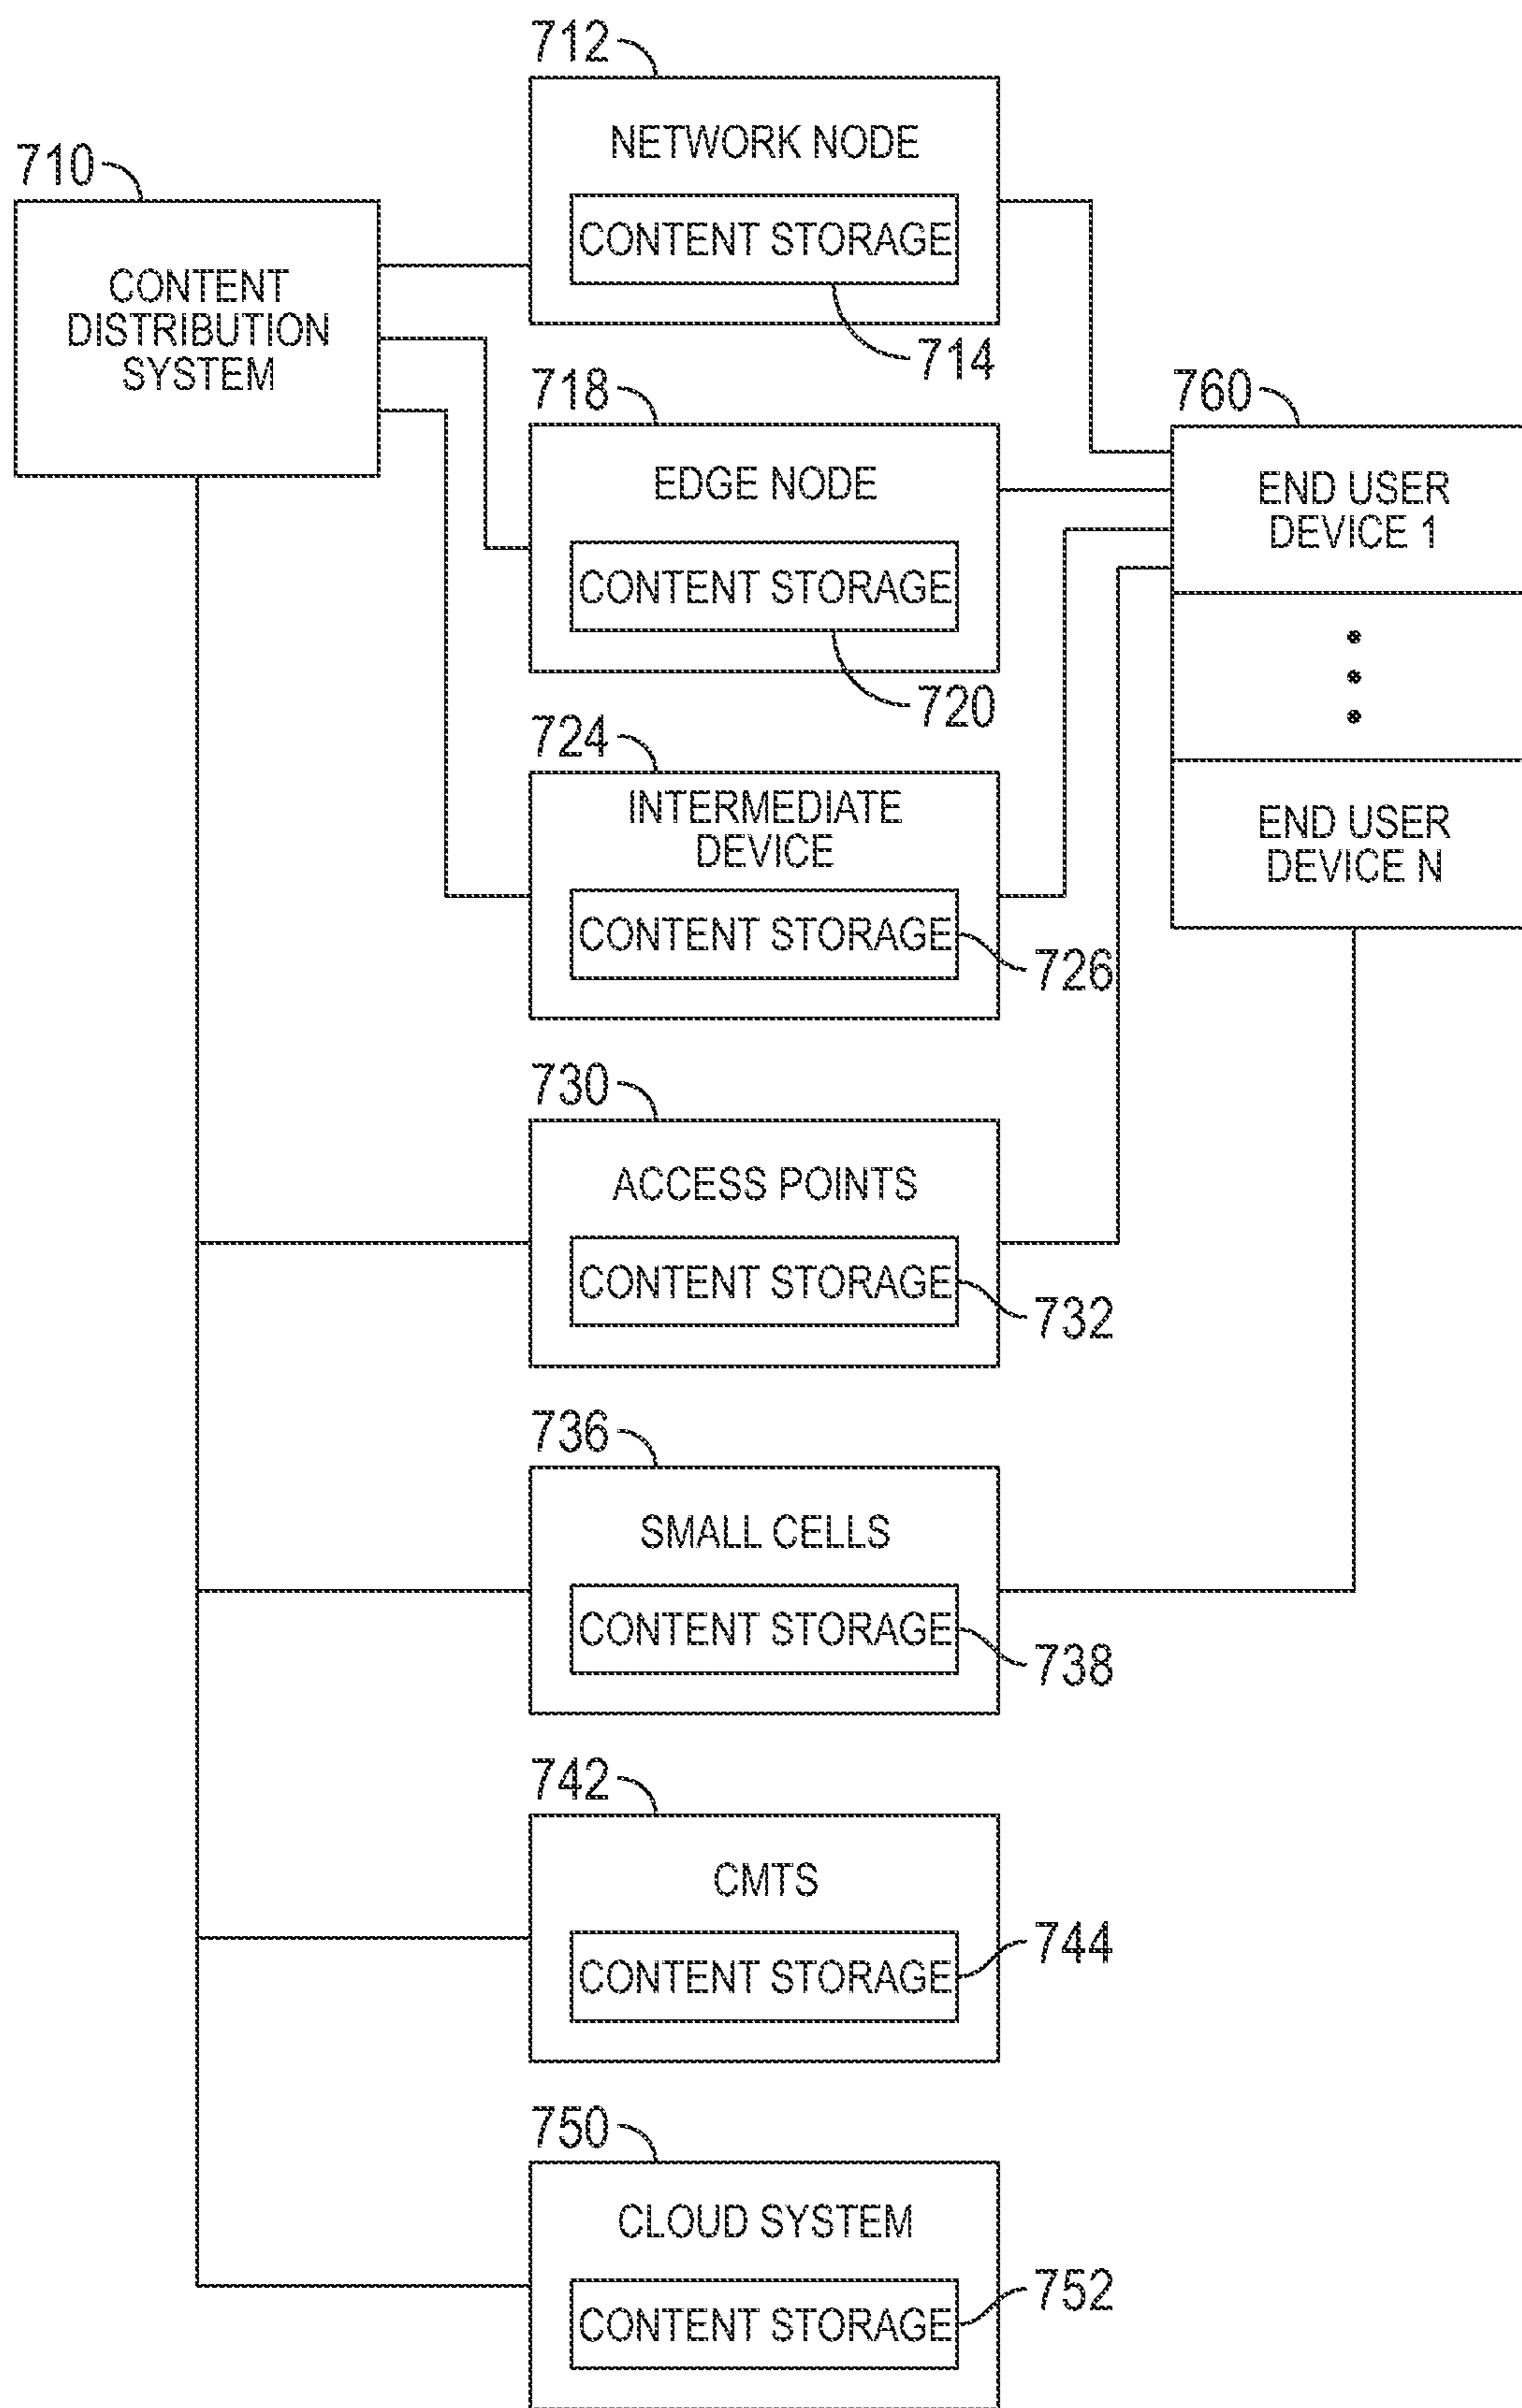 712
NETWORK NODE
CONTENT STORAGE
714
710
CONTENT
DISTRIBUTION
SYSTEM
718
EDGE NODE
CONTENT STORAGE
720
760
END USER
DEVICE 1
END USER
DEVICE N
724
INTERMEDIATE
DEVICE
CONTENT STORAGE
726
730
ACCESS POINTS
CONTENT STORAGE
732
736
SMALL CELLS
CONTENT STORAGE
738
742
CMTS
CONTENT STORAGE
744
750
CLOUD SYSTEM
CONTENT STORAGE
752